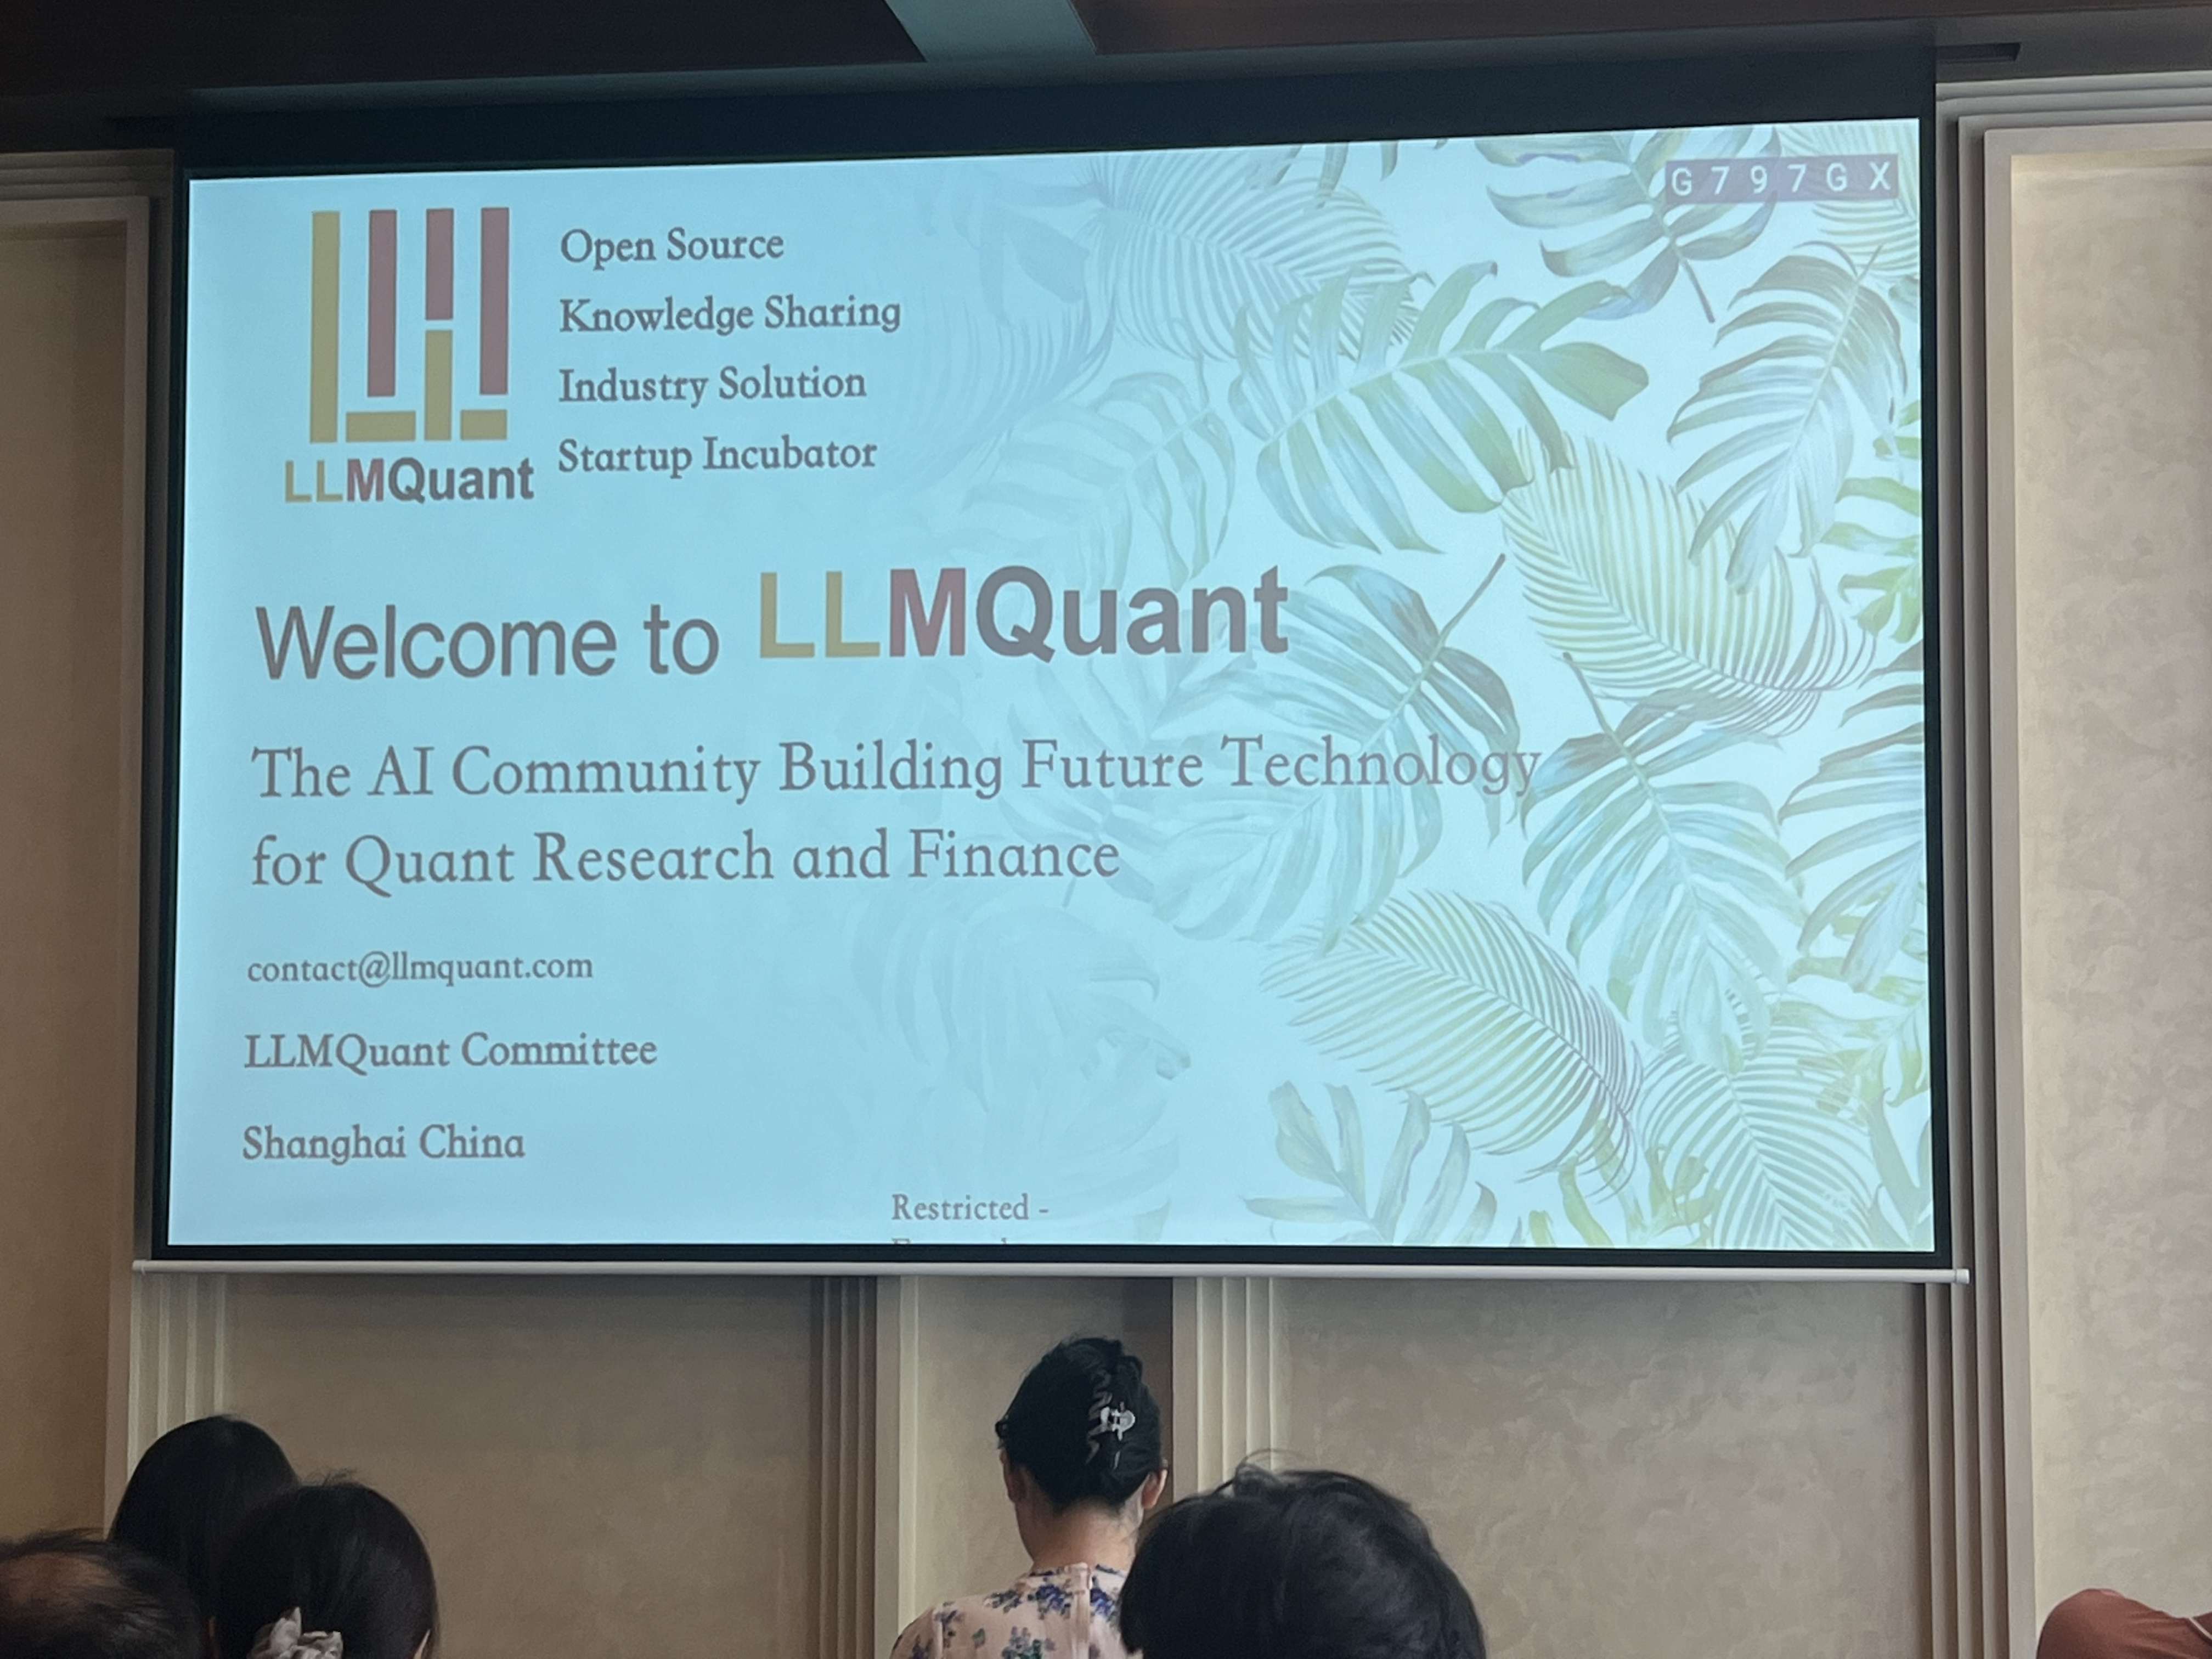 G797GX
Open Source
Knowledge Sharing
Industry Solution
Startup Incubator
LLMQuant
Welcome to LLMQuant
The AI Community Building Future Technology
for Quant Research and Finance
contact@llmquant.com
LLMQuant Committee
Shanghai China
Restricted -